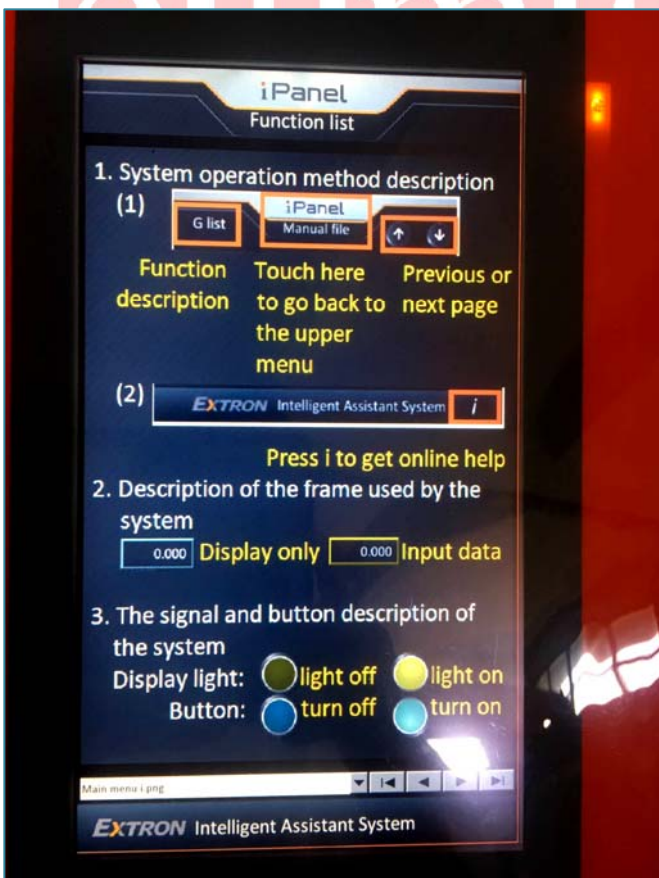 iPanel
Function list
1. System operation method description
(1)
G list
iPanel
Manual file
Function description
Touch here to go back to the upper menu
Previous or next page
(2)
EXTRON Intelligent Assistant System i
Press i to get online help
2. Description of the frame used by the
system
0.000 Display only 0.000 Input data
3. The signal and button description of
the system
Display light: light off light on
Button: turn off turn on
Main menu i.png
EXTRON Intelligent Assistant System